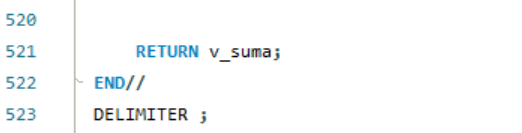 520
521 RETURN v_suma;
522 END//
523 DELIMITER ;